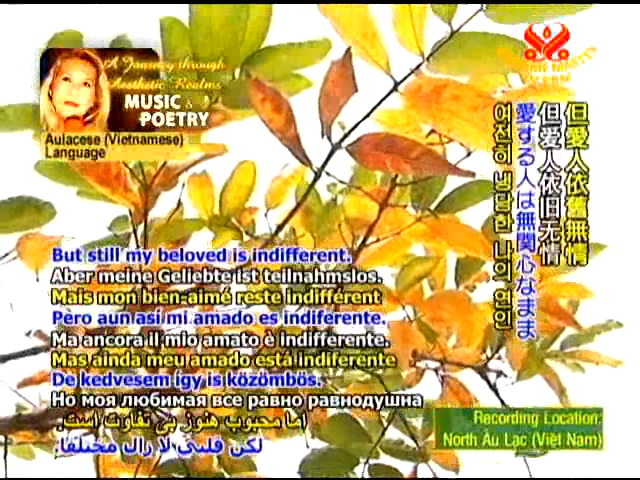 A Journey through
Aesthetic Realms
MUSIC &
POETRY
Aulacese (Vietnamese)
Language
但愛人依舊無情
但爱人依旧无情
愛する人は無関心なまま
여전히 냉담한 나의 연인
But still my beloved is indifferent.
Aber meine Geliebte ist teilnahmslos.
Mais mon bien-aimé reste indifférent
Pero aun así mi amado es indiferente.
Ma ancora il mio amato è indifferente.
Mas ainda meu amado está indiferente
De kedvesem így is közömbös.
Но моя любимая все равно равнодушна
اما محبوب هنوز بی تفاوت است.
لكن قلبي لا زال مختلفا.
Recording Location:
North Âu Lạc (Việt Nam)